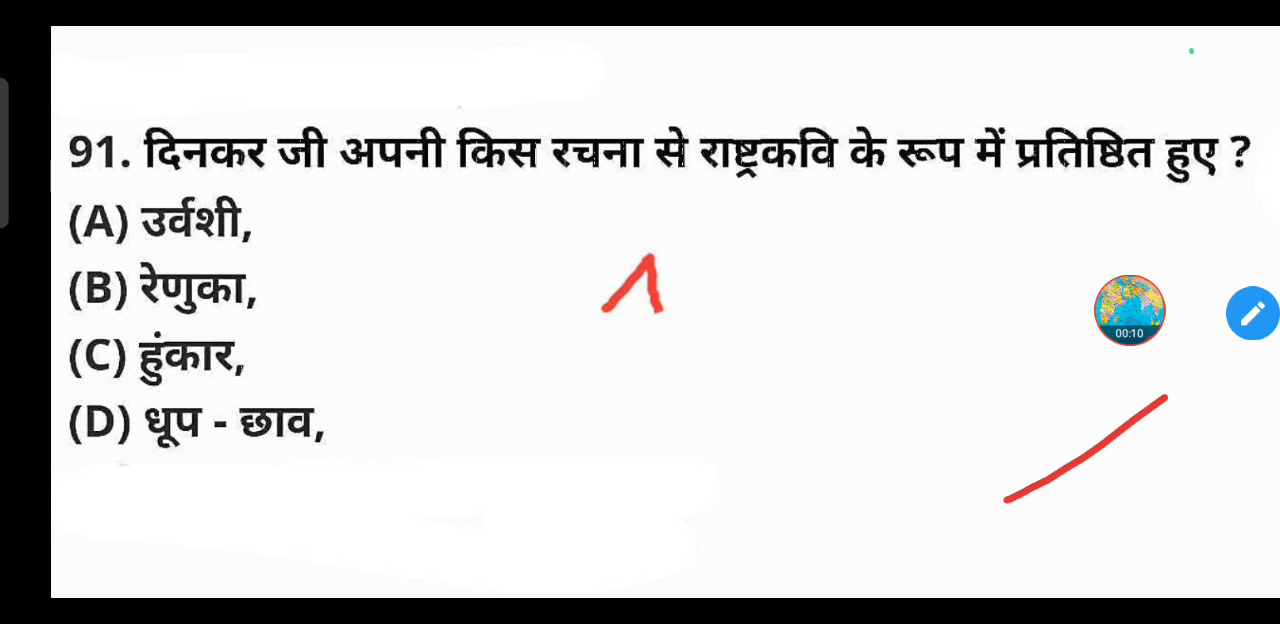 91. दिनकर जी अपनी किस रचना से राष्ट्रकवि के रूप में प्रतिष्ठित हुए ?
(A) उर्वशी,
(B) रेणुका,
(C) हुंकार,
(D) धूप - छाव,
00:10